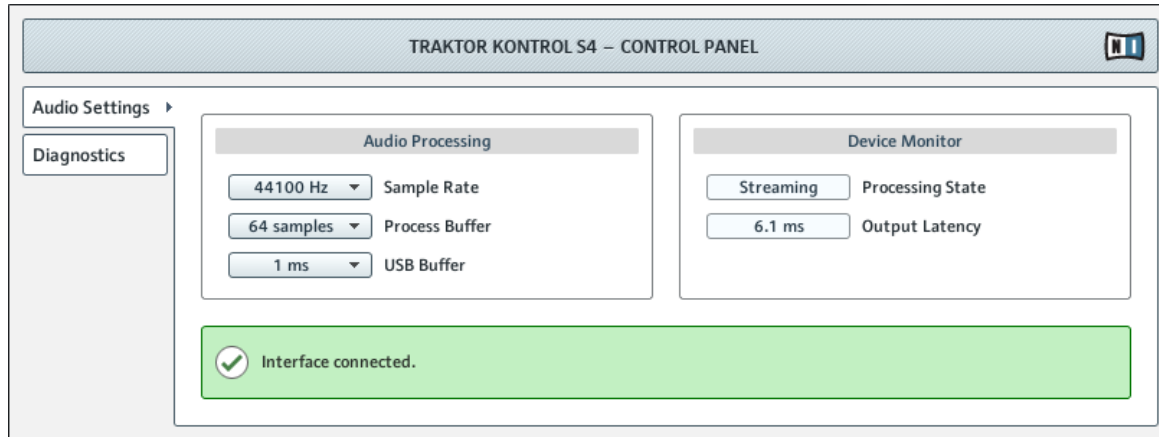 TRAKTOR KONTROL S4 – CONTROL PANEL
NI
Audio Settings
Diagnostics
Audio Processing
44100 Hz Sample Rate
64 samples Process Buffer
1 ms USB Buffer
Device Monitor
Streaming Processing State
6.1 ms Output Latency
Interface connected.